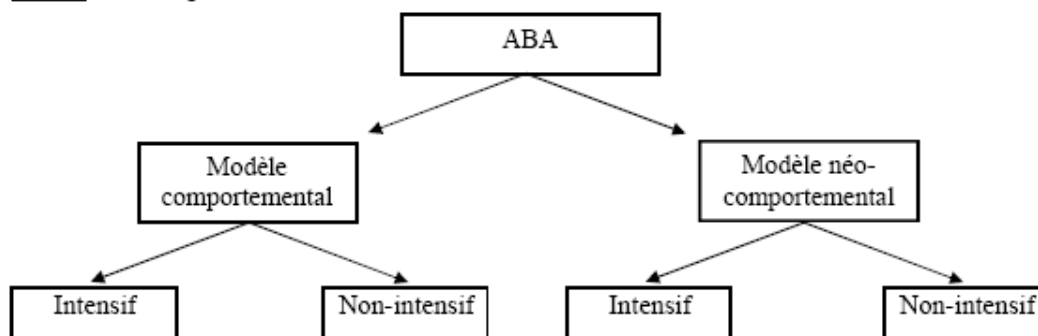 ABA
Modèle
comportemental
Modèle néo-
comportemental
Intensif
Non-intensif
Intensif
Non-intensif